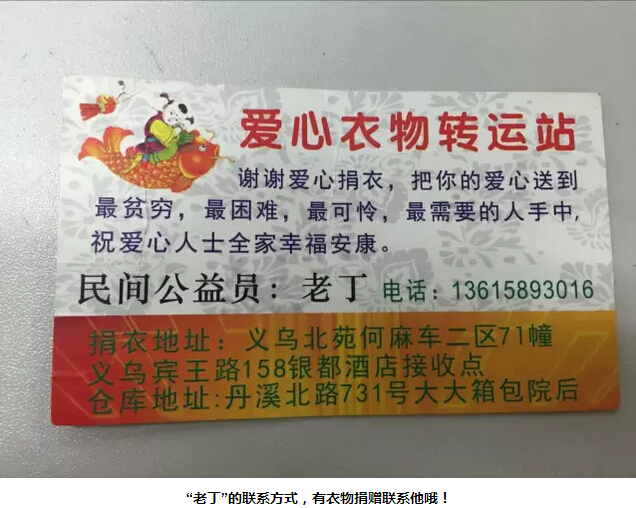 爱心衣物转运站
谢谢爱心捐衣，把你的爱心送到
最贫穷，最困难，最可怜，最需要的人手中，
祝爱心人士全家幸福安康。
民间公益员：老丁 电话：13615893016
捐衣地址：义乌北苑何麻车二区71幢
义乌宾王路158银都酒店接收点
仓库地址:丹溪北路731号大大箱包院后
“老丁”的联系方式，有衣物捐赠联系他哦！